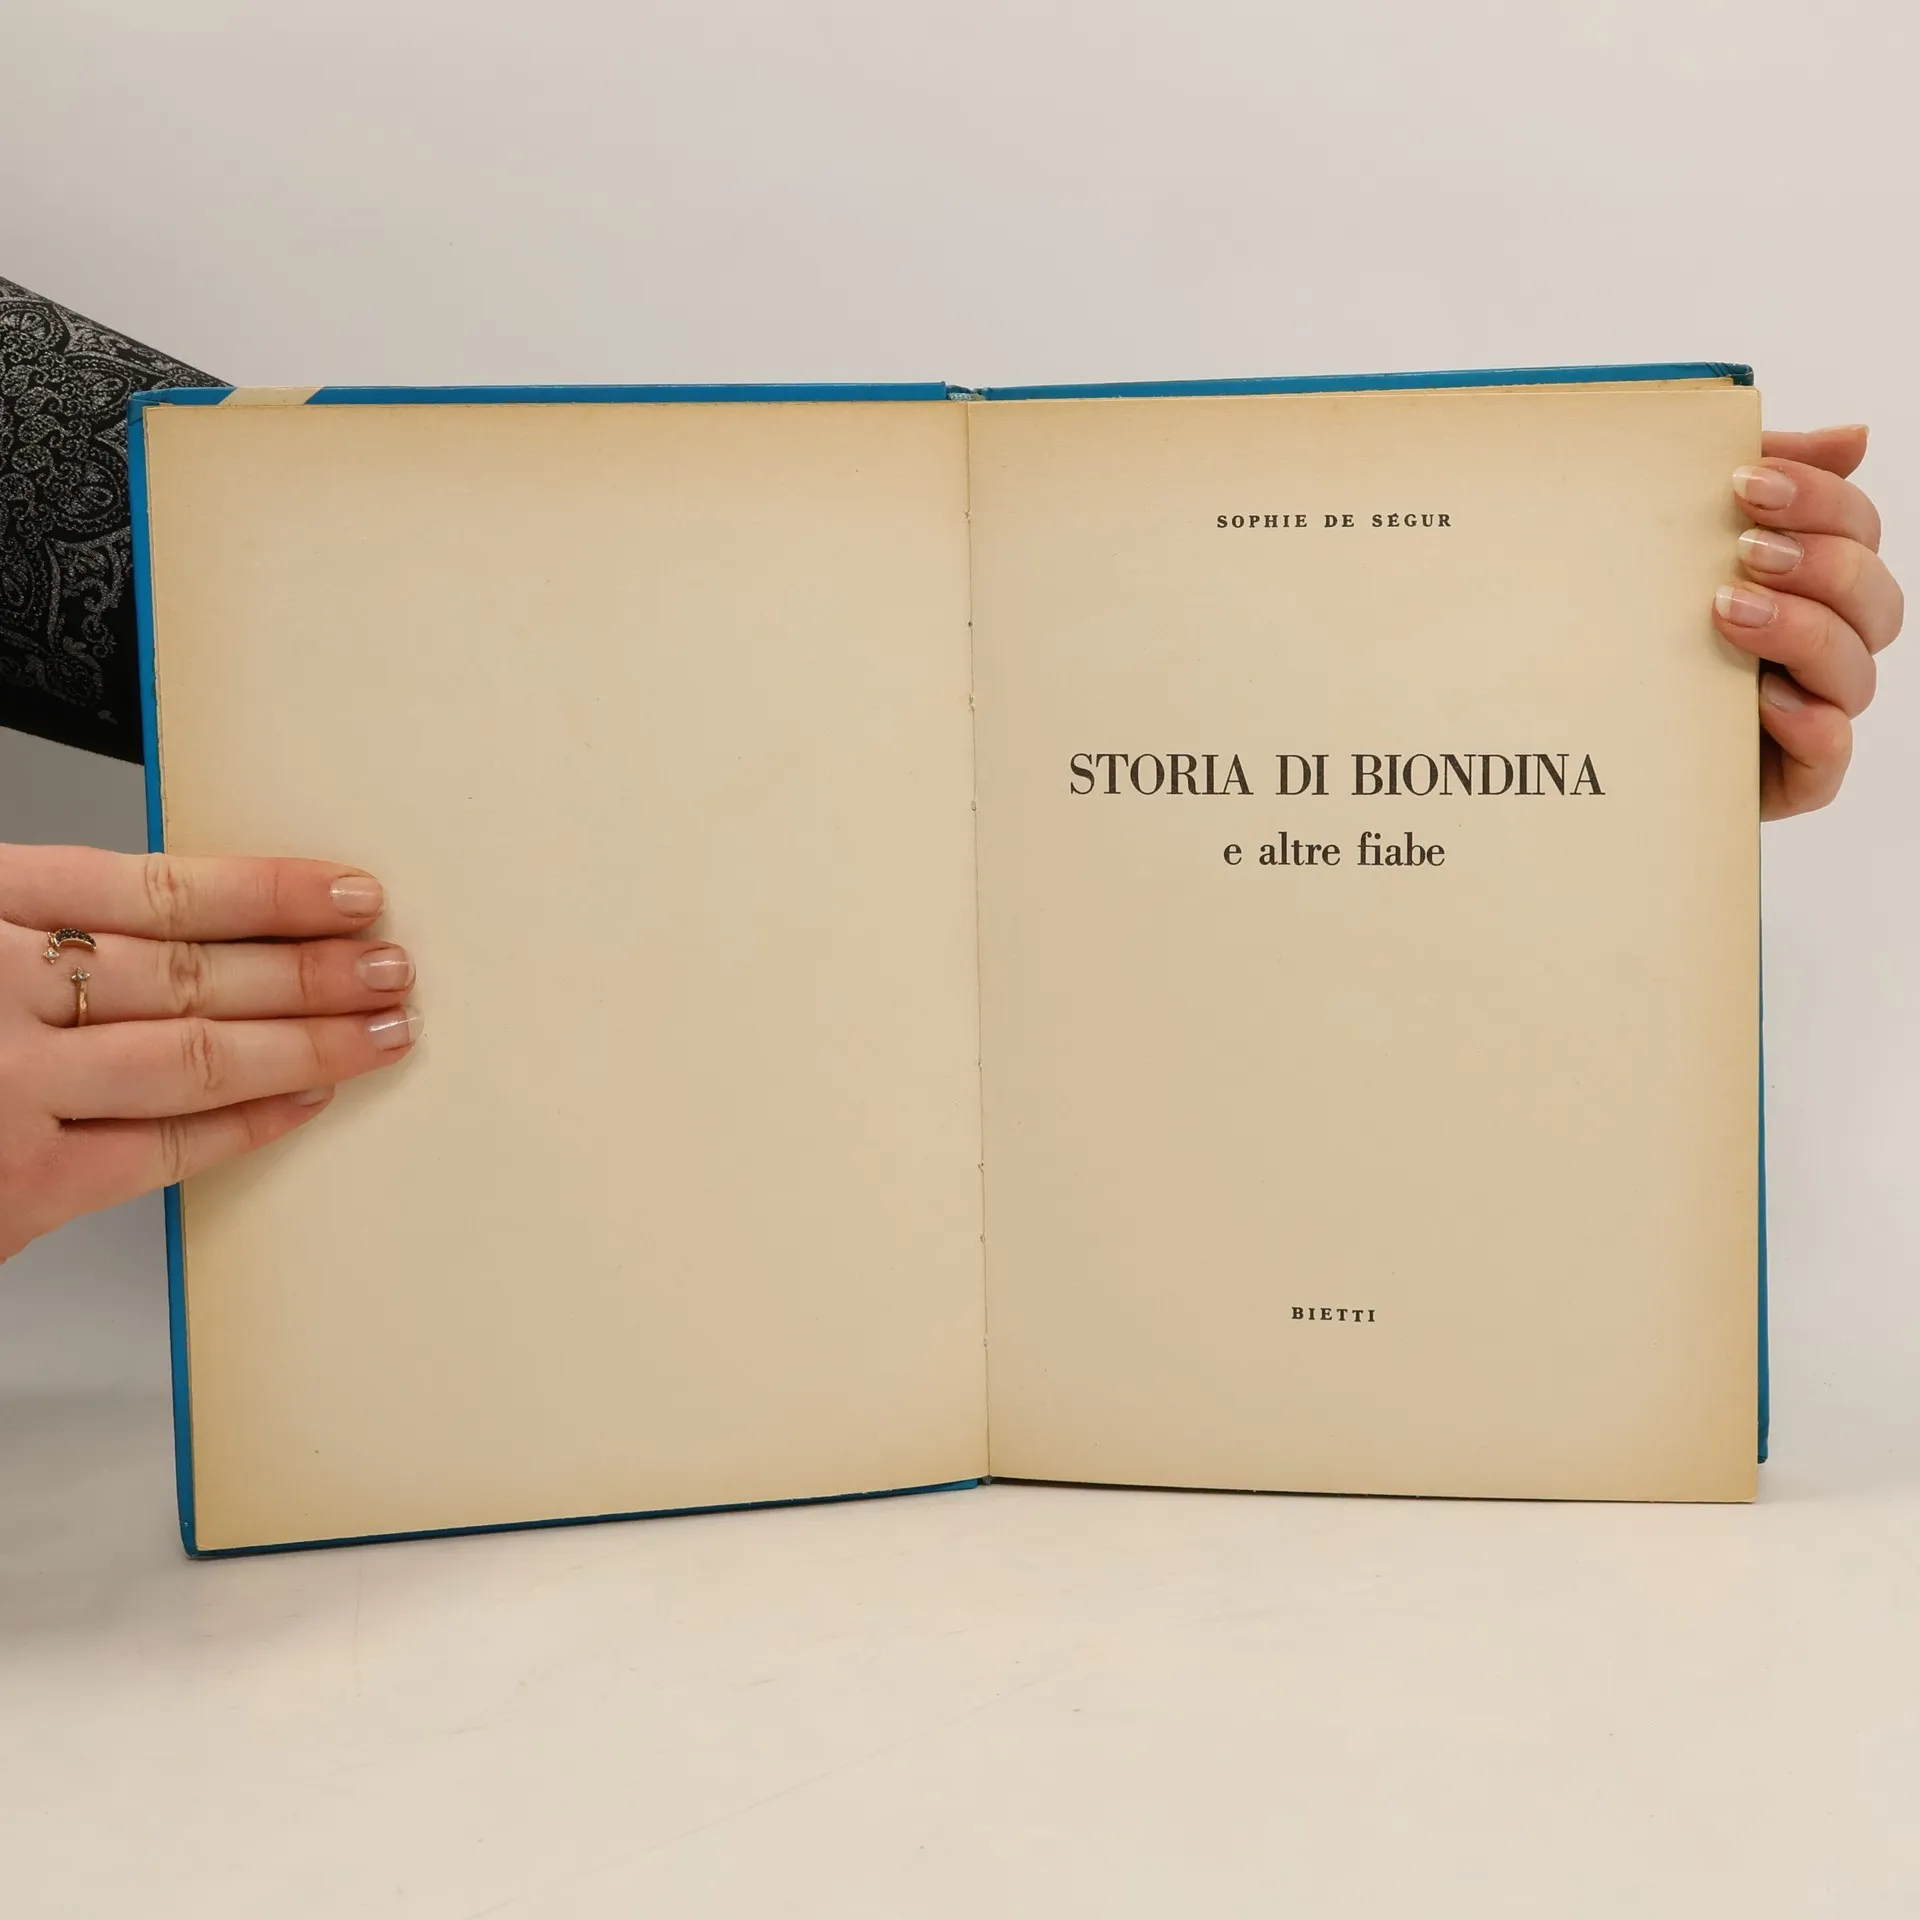 SOPHIE DE SÉGUR
STORIA DI BIONDINA
e altre fiabe
BIETTI